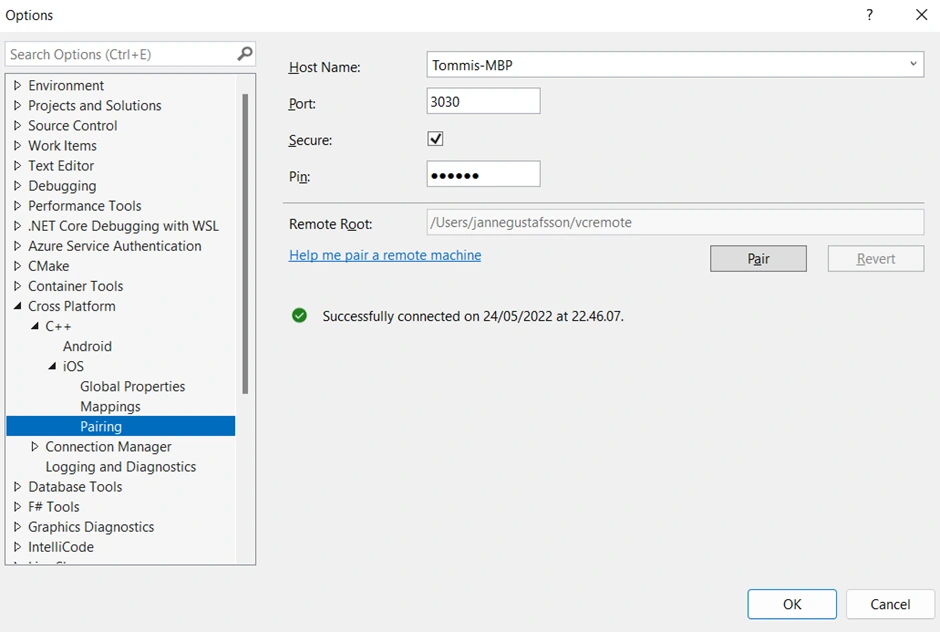 Options
Search Options (Ctrl+E)
Environment
Projects and Solutions
Source Control
Work Items
Text Editor
Debugging
Performance Tools
.NET Core Debugging with WSL
Azure Service Authentication
CMake
Container Tools
Cross Platform
C++
Android
iOS
Global Properties
Mappings
Pairing
Connection Manager
Logging and Diagnostics
Database Tools
F# Tools
Graphics Diagnostics
IntelliCode
Host Name: Tommis-MBP
Port: 3030
Secure:
Pin: ●●●●●●
Remote Root: /Users/jannegustafsson/vcremote
Help me pair a remote machine
Pair Revert
Successfully connected on 24/05/2022 at 22.46.07.
OK Cancel